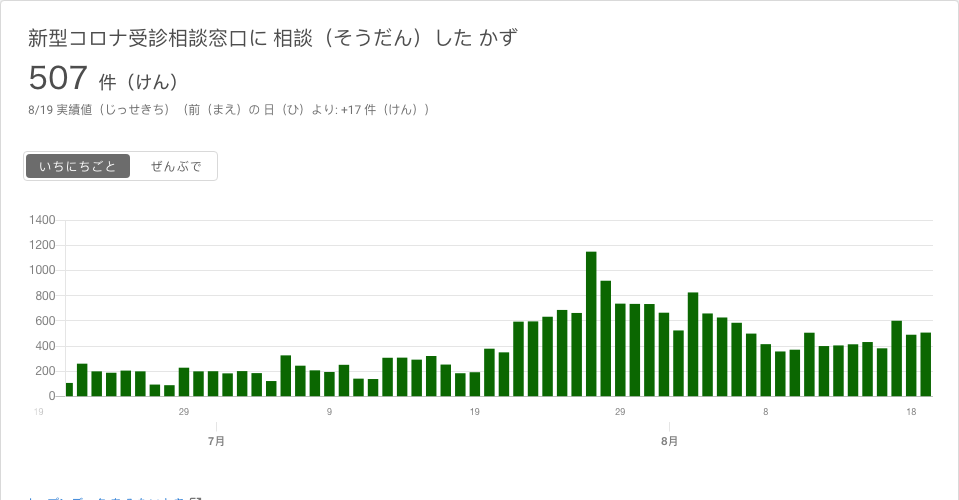 新型コロナ受診相談窓口に 相談（そうだん）した かず
507 件（けん）
8/19 実績値（じっせきち）（前（まえ）の 日（ひ）より: +17 件（けん））
いちにちごと ぜんぶで
1400
1200
1000
800
600
400
200
0
19 29 9 19 29 8 18
7月 8月